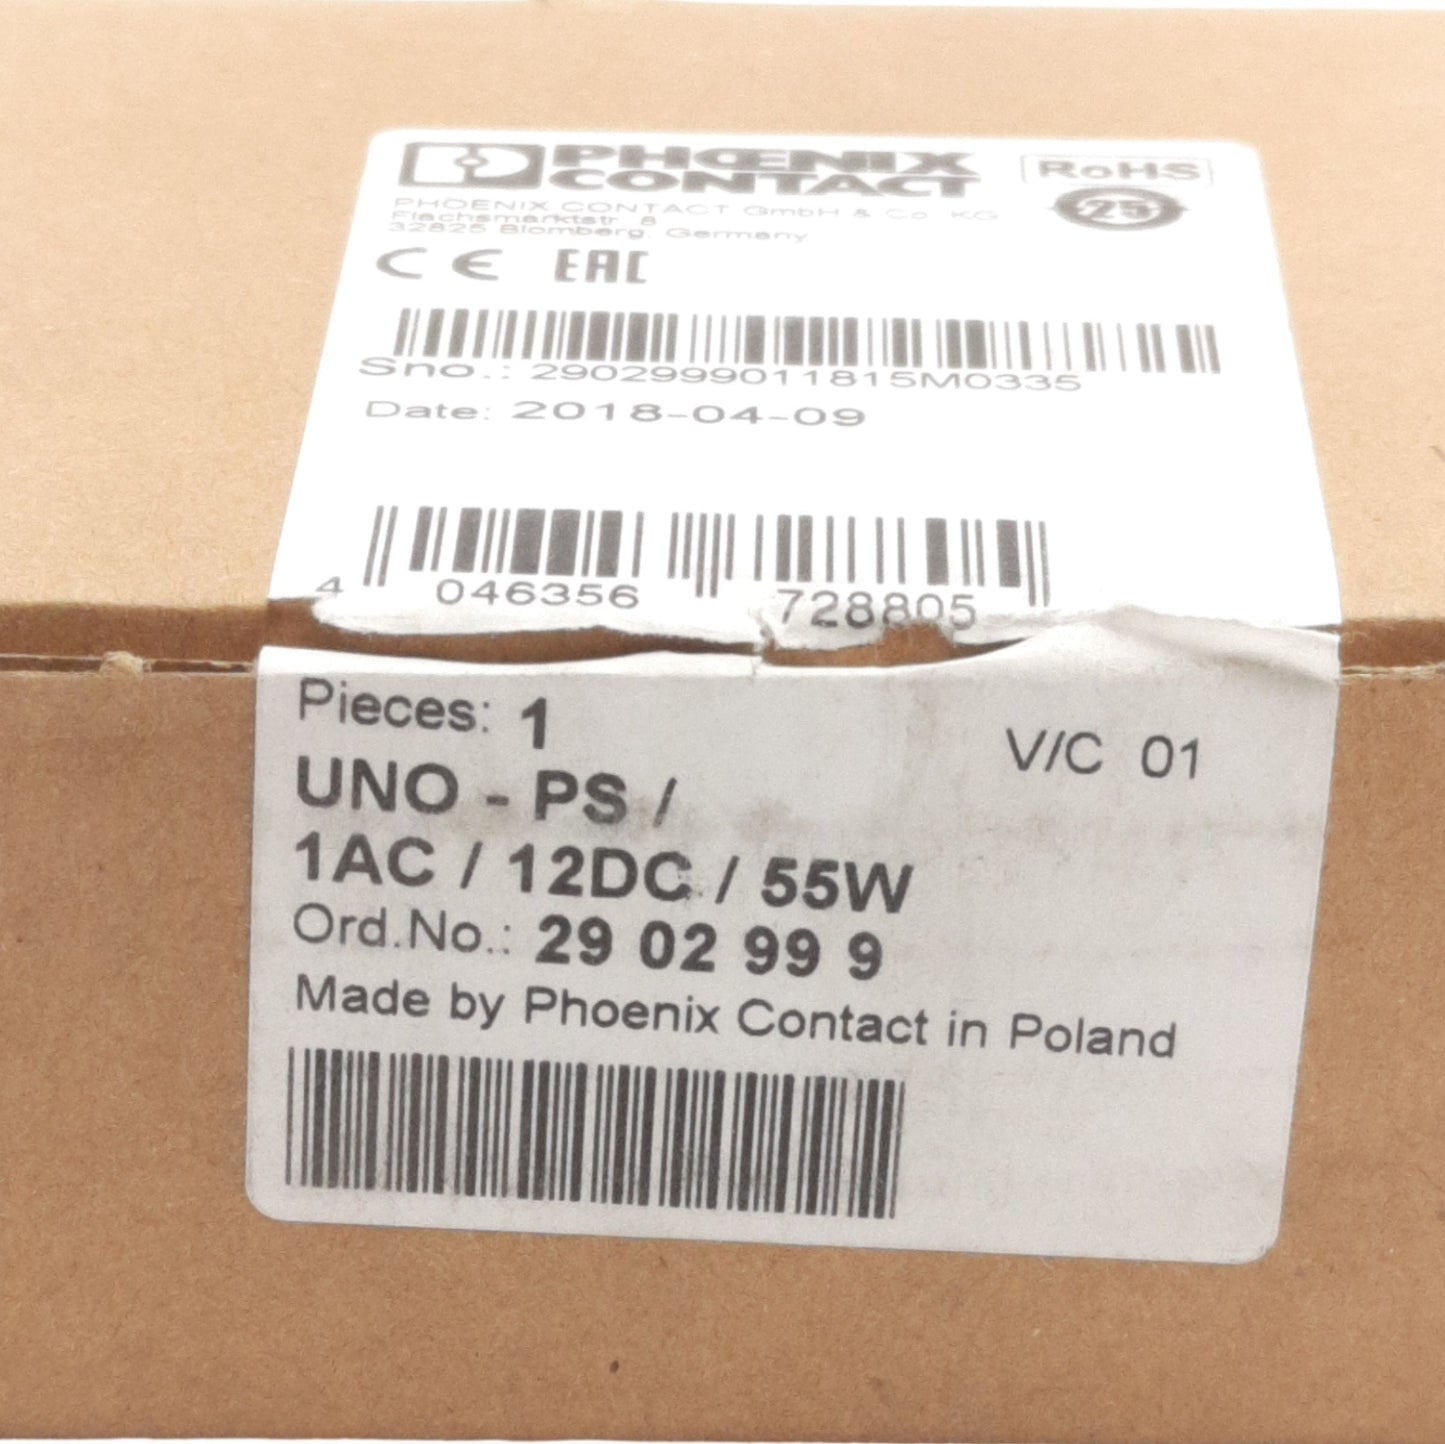 PHOENIX
CONTACT
RoHS
25
PHOENIX CONTACT GmbH & Co. KG
Flachsmarktstr. 8
32825 Blomberg, Germany
CE EAC
Sno.: 2902999011815M0335
Date: 2018-04-09
4 046356 728805
Pieces: 1
V/C 01
UNO - PS /
1AC / 12DC / 55W
Ord.No.: 29 02 99 9
Made by Phoenix Contact in Poland